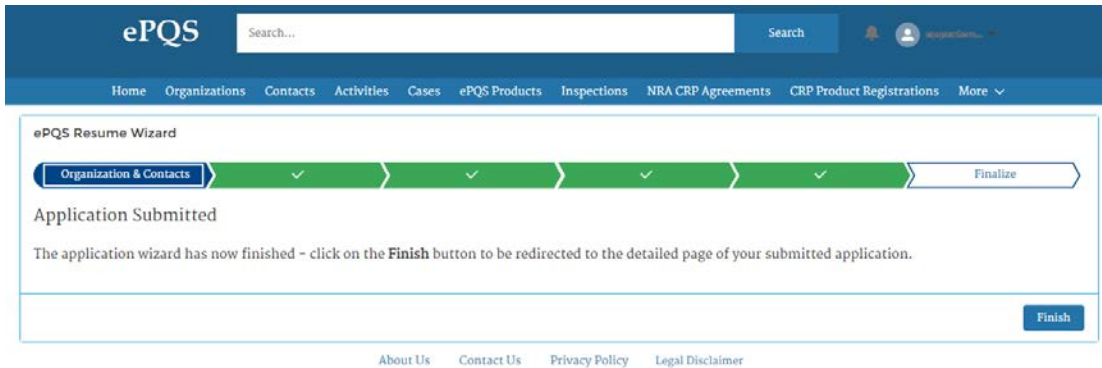 ePQS Search... Search
Home Organizations Contacts Activities Cases ePQS Products Inspections NRA CRP Agreements CRP Product Registrations More
ePQS Resume Wizard
Organization & Contacts Finalize
Application Submitted
The application wizard has now finished – click on the Finish button to be redirected to the detailed page of your submitted application.
Finish
About Us Contact Us Privacy Policy Legal Disclaimer